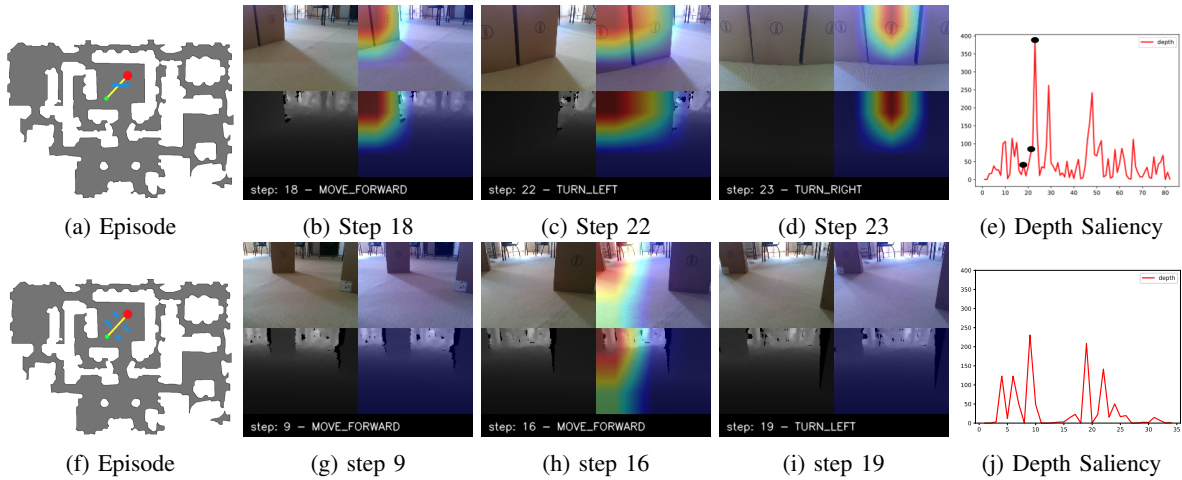 step: 18 − MOVE_FORWARD
step: 22 − TURN_LEFT
step: 23 − TURN_RIGHT
400
350
300
250
200
150
100
50
0
depth
0 10 20 30 40 50 60 70 80
(a) Episode
(b) Step 18
(c) Step 22
(d) Step 23
(e) Depth Saliency
step: 9 − MOVE_FORWARD
step: 16 − MOVE_FORWARD
step: 19 − TURN_LEFT
400
350
300
250
200
150
100
50
0
depth
0 5 10 15 20 25 30 35
(f) Episode
(g) step 9
(h) step 16
(i) step 19
(j) Depth Saliency